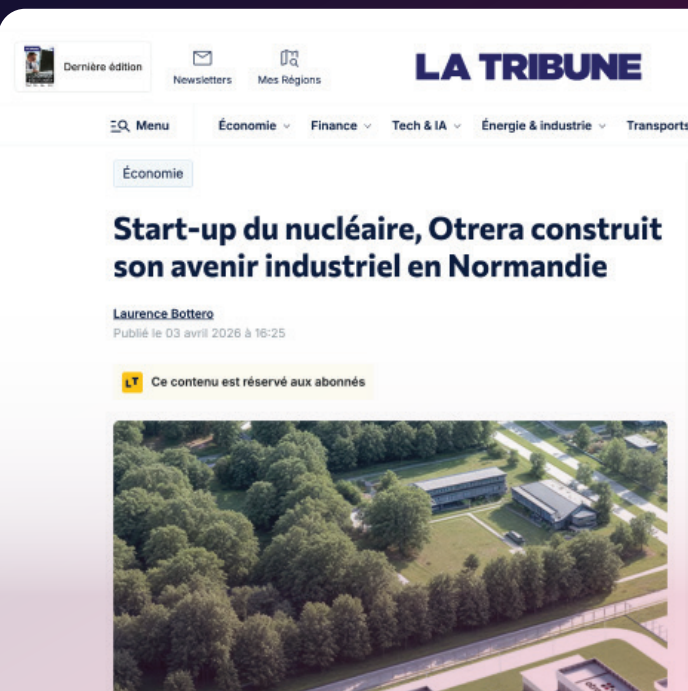 Dernière édition
Newsletters
Mes Régions
LA TRIBUNE
Menu
Économie
Finance
Tech & IA
Énergie & industrie
Transports
Économie
Start-up du nucléaire, Otrera construit
son avenir industriel en Normandie
Laurence Bottero
Publié le 03 avril 2026 à 16:25
LT
Ce contenu est réservé aux abonnés